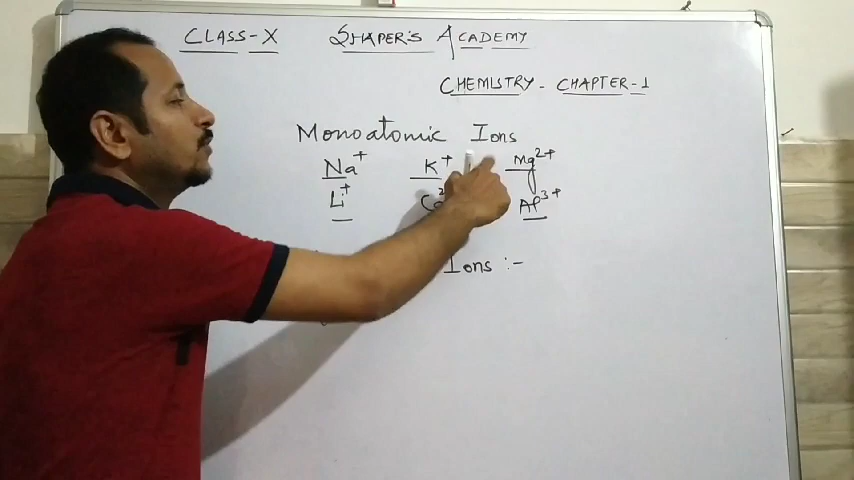 CLASS-X SHAPER'S ACADEMY
CHEMISTRY - CHAPTER-1
Monoatomic Ions
Na⁺ K⁺ Mg²⁺
Li⁺ Al³⁺
Ions :-